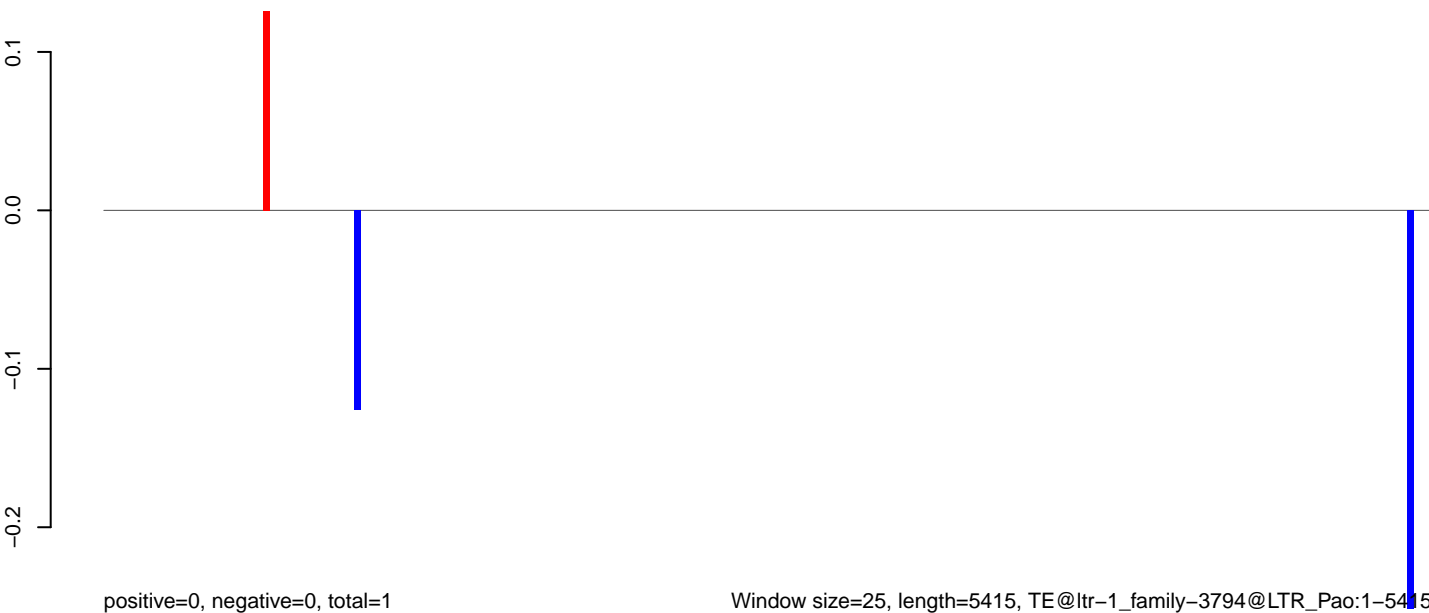 0.1
0.0
−0.1
−0.2
positive=0, negative=0, total=1
Window size=25, length=5415, TE@ltr−1_family−3794@LTR_Pao:1−5415